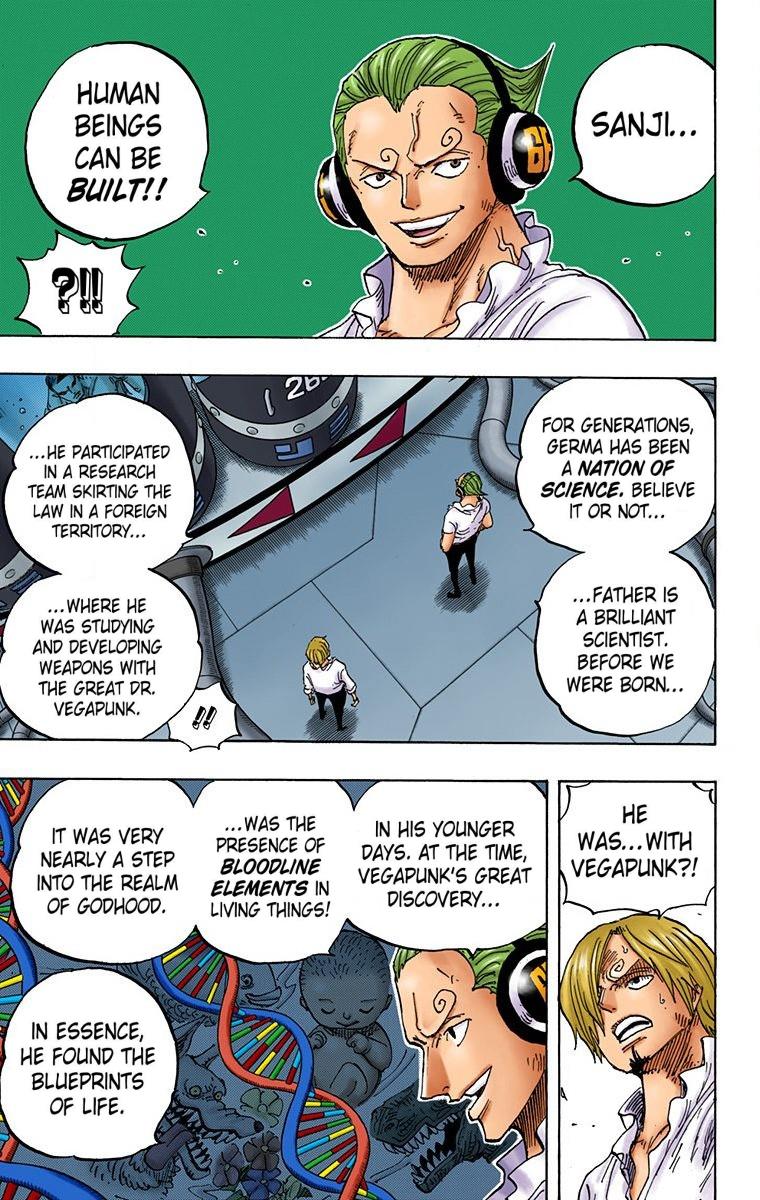 SANJI...
HUMAN
BEINGS
CAN BE
BUILT!!
?!!
6F
FOR GENERATIONS,
GERMA HAS BEEN
A NATION OF
SCIENCE. BELIEVE
IT OR NOT...
...FATHER IS
A BRILLIANT
SCIENTIST.
BEFORE WE
WERE BORN...
26
...HE PARTICIPATED
IN A RESEARCH
TEAM SKIRTING THE
LAW IN A FOREIGN
TERRITORY...
...WHERE HE
WAS STUDYING
AND DEVELOPING
WEAPONS WITH
THE GREAT DR.
VEGAPUNK.
!!
HE
WAS...WITH
VEGAPUNK?!
IN HIS YOUNGER
DAYS. AT THE TIME,
VEGAPUNK'S GREAT
DISCOVERY...
...WAS THE
PRESENCE OF
BLOODLINE
ELEMENTS IN
LIVING THINGS!
IT WAS VERY
NEARLY A STEP
INTO THE REALM
OF GODHOOD.
IN ESSENCE,
HE FOUND THE
BLUEPRINTS
OF LIFE.